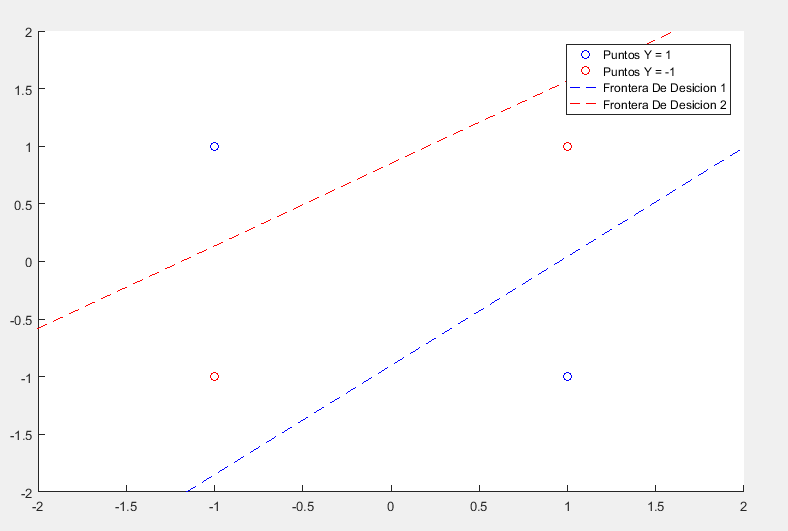 2
1.5
1
0.5
0
-0.5
-1
-1.5
-2
-2 -1.5 -1 -0.5 0 0.5 1 1.5 2
Puntos Y = 1
Puntos Y = -1
Frontera De Desicion 1
Frontera De Desicion 2